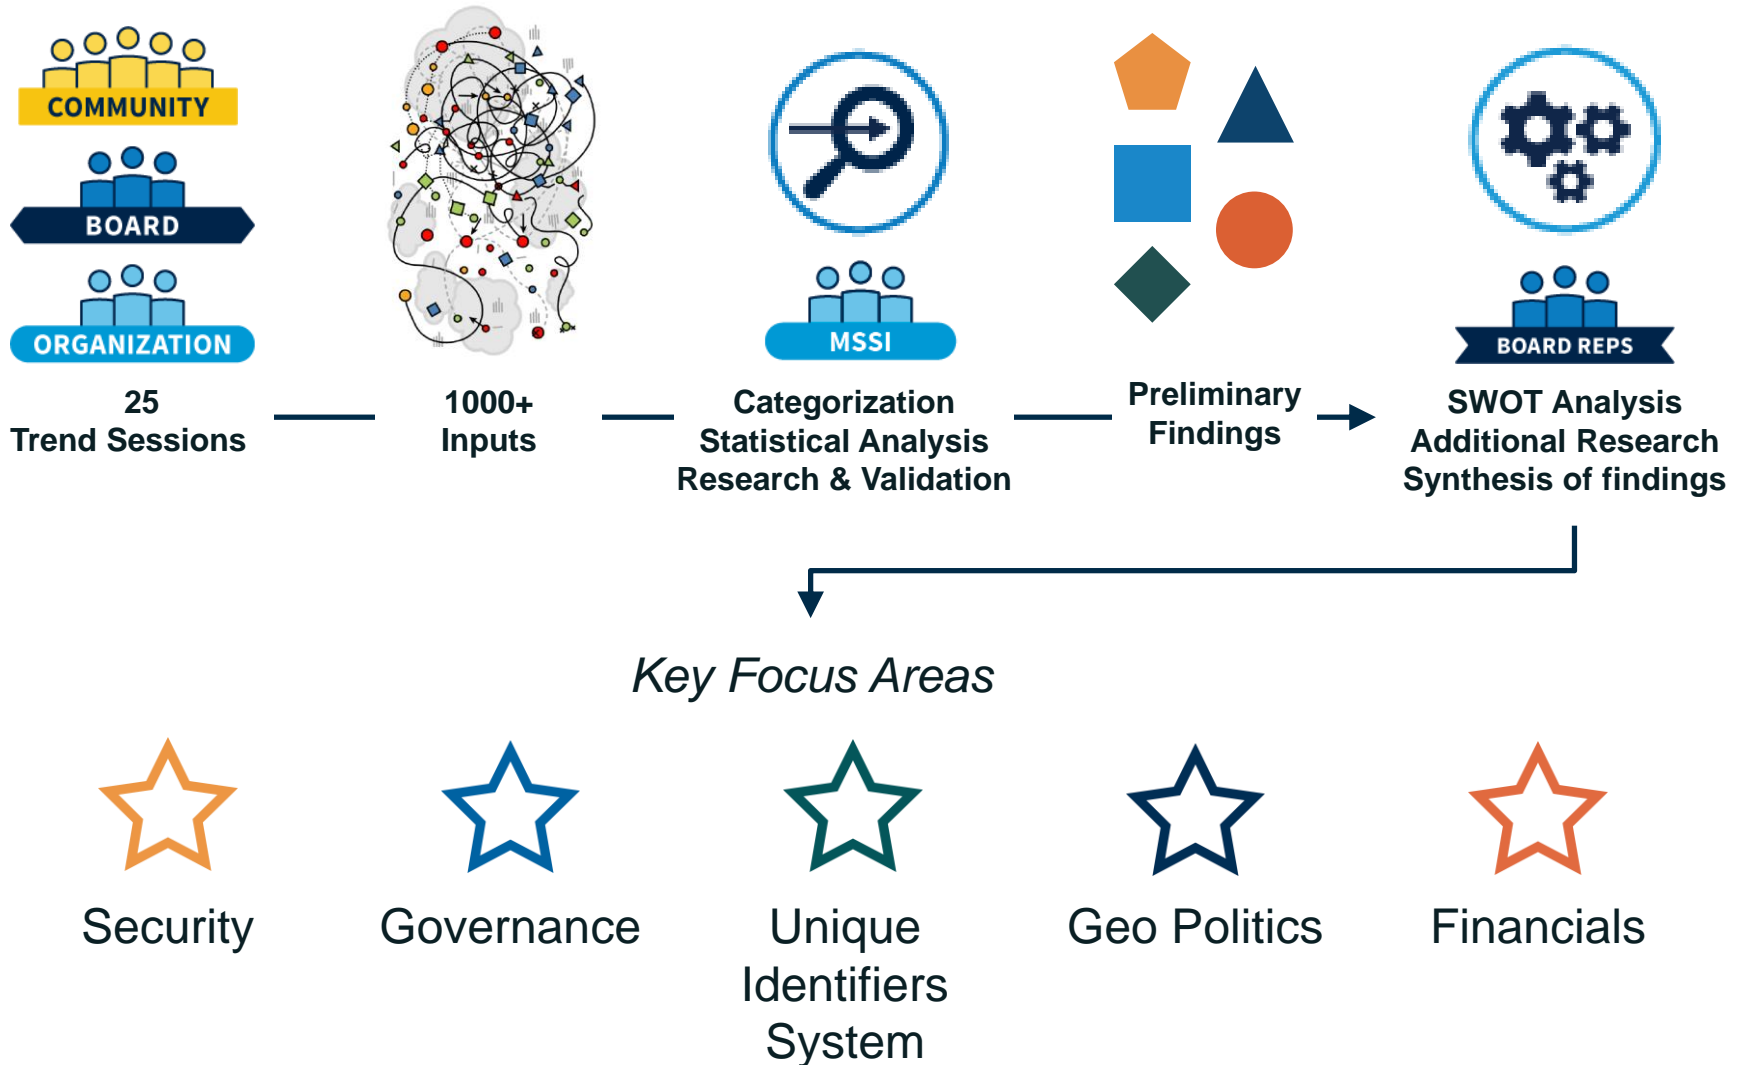 COMMUNITY
BOARD
ORGANIZATION
25
Trend Sessions
1000+
Inputs
MSSI
Categorization
Statistical Analysis
Research & Validation
Preliminary
Findings
BOARD REPS
SWOT Analysis
Additional Research
Synthesis of findings
Key Focus Areas
Security
Governance
Unique
Identifiers
System
Geo Politics
Financials